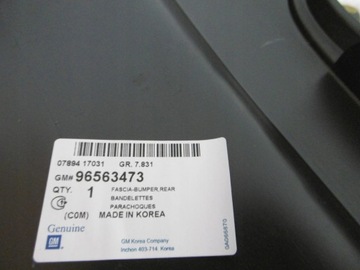 07894 17031 GR. 7.831
GM# 96563473
QTY. 1 FASCIA-BUMPER,REAR
BANDELETTES
PARACHOQUES
(C0M) MADE IN KOREA
Genuine
GM
GM Korea Company
Incheon 403-714 Korea